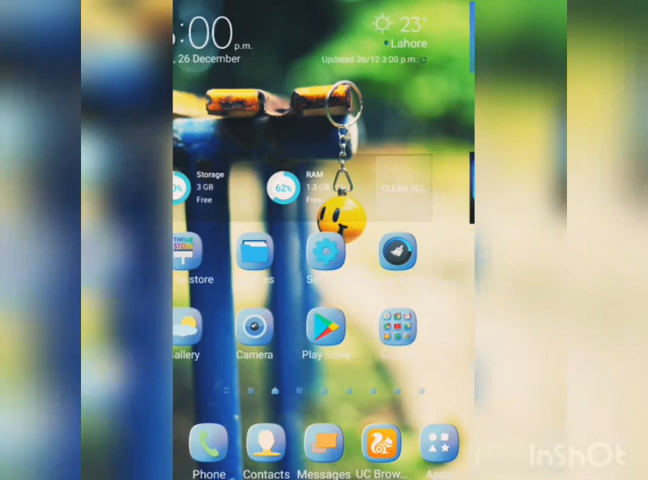 :00 p.m.
23°
Lahore
, 26 December
Updated 26/12 3:00 p.m.
Storage
3 GB
Free
62%
RAM
1.3 GB
Free
store
Camera
Play Store
Phone
Contacts
Messages
UC Brow...
Apps
InShOt